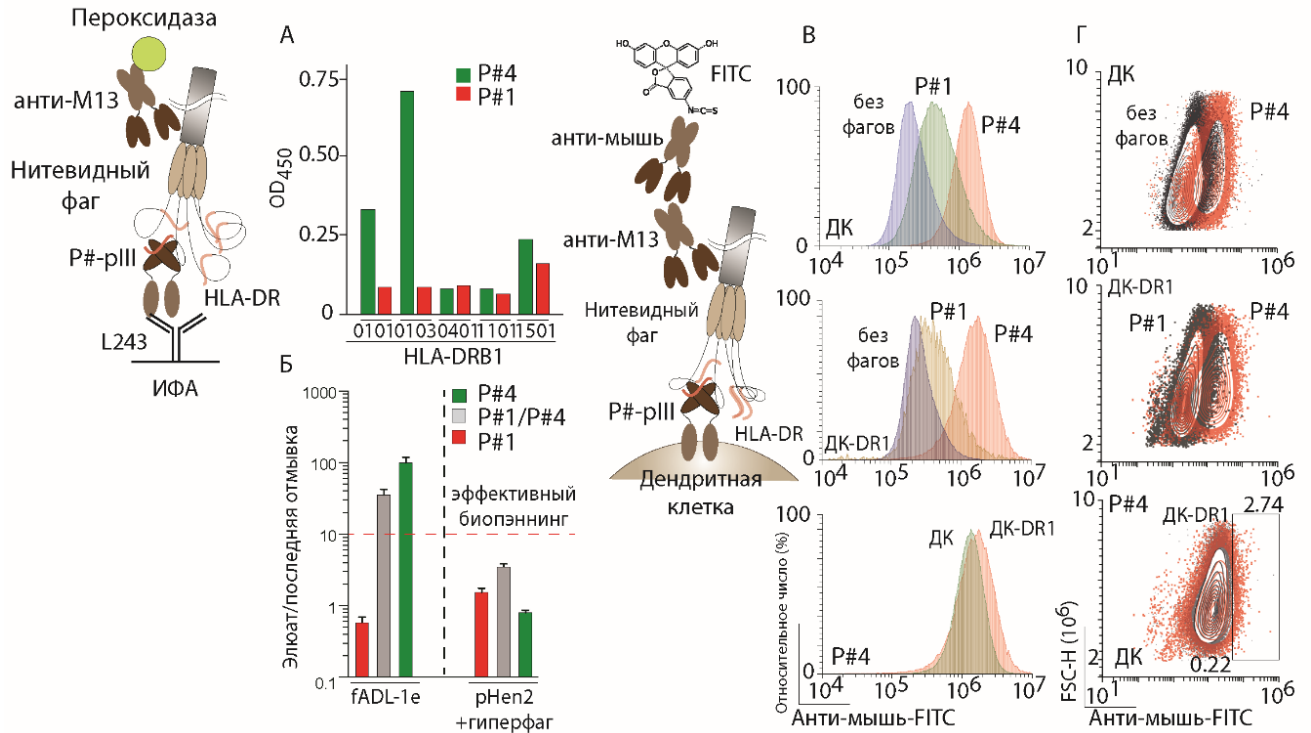 Пероксидаза
анти-M13
Нитевидный
фаг
P#-pIII
HLA-DR
L243
ИФА
А
P#4
P#1
0.75
0.50
0.25
0
OD450
0101 0103 0401 1101 1501
HLA-DRB1
Б
P#4
P#1/P#4
P#1
1000
100
10
1
0.1
Элюат/последняя отмывка
эффективный
биопэннинг
fADL-1e
pHen2
+гиперфаг
HO
O
OH
O
O
N=C=S
FITC
анти-мышь
анти-M13
Нитевидный
фаг
P#-pIII
HLA-DR
Дендритная
клетка
В
100
без
фагов
P#1
P#4
ДК
0
10^4 10^5 10^6 10^7
100
без
фагов
P#1
P#4
ДК-DR1
0
10^4 10^5 10^6 10^7
100
ДК
ДК-DR1
P#4
0
Относительное число (%)
10^4 10^5 10^6 10^7
Анти-мышь-FITC
Г
10
ДК
без
фагов
P#4
2
10^1 10^6
10
ДК-DR1
P#1
P#4
2
10^1 10^6
10
P#4
ДК-DR1
2.74
ДК
0.22
2
FSC-H (10^6)
10^1 10^6
Анти-мышь-FITC